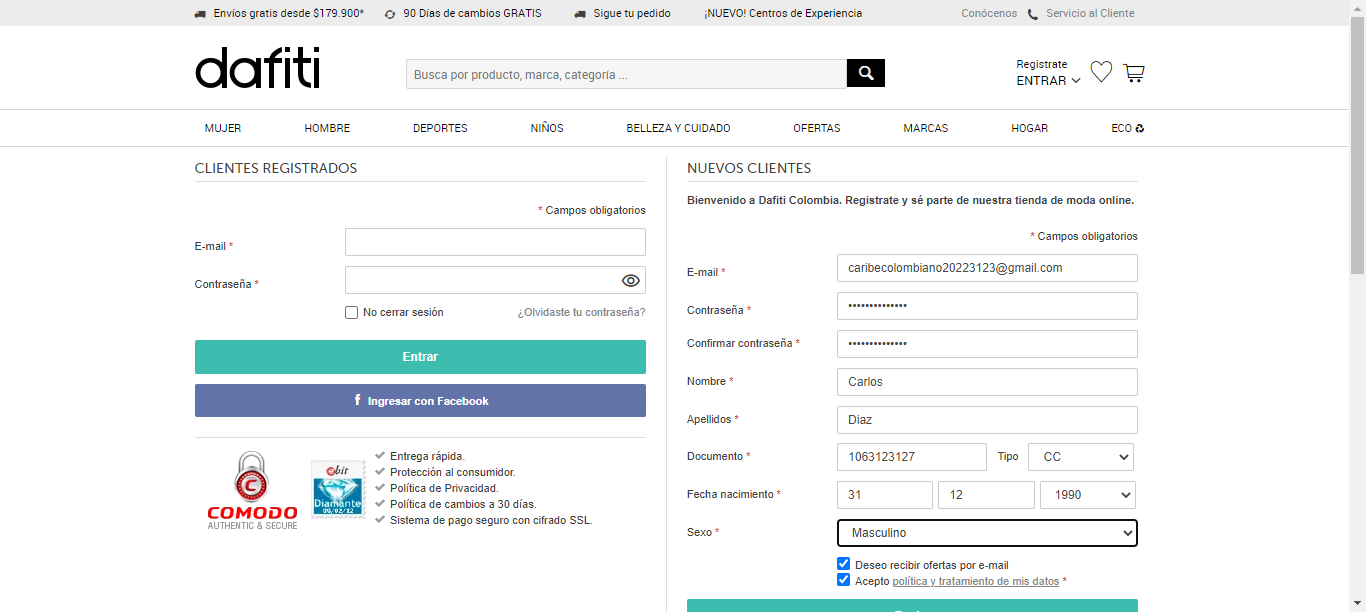 Envíos gratis desde $179.900*
90 Días de cambios GRATIS
Sigue tu pedido
¡NUEVO! Centros de Experiencia
Conócenos
Servicio al Cliente
dafiti
Busca por producto, marca, categoría ...
Registrate
ENTRAR
MUJER
HOMBRE
DEPORTES
NIÑOS
BELLEZA Y CUIDADO
OFERTAS
MARCAS
HOGAR
ECO
CLIENTES REGISTRADOS
* Campos obligatorios
E-mail *
Contraseña *
No cerrar sesión
¿Olvidaste tu contraseña?
Entrar
f Ingresar con Facebook
C
COMODO
AUTHENTIC & SECURE
ebit
Diamante
09/02/12
Entrega rápida.
Protección al consumidor.
Política de Privacidad.
Política de cambios a 30 días.
Sistema de pago seguro con cifrado SSL.
NUEVOS CLIENTES
Bienvenido a Dafiti Colombia. Registrate y sé parte de nuestra tienda de moda online.
* Campos obligatorios
E-mail * caribecolombiano20223123@gmail.com
Contraseña * ••••••••••••••
Confirmar contraseña * ••••••••••••••
Nombre * Carlos
Apellidos * Diaz
Documento * 1063123127 Tipo CC
Fecha nacimiento * 31 12 1990
Sexo * Masculino
Deseo recibir ofertas por e-mail
Acepto política y tratamiento de mis datos *